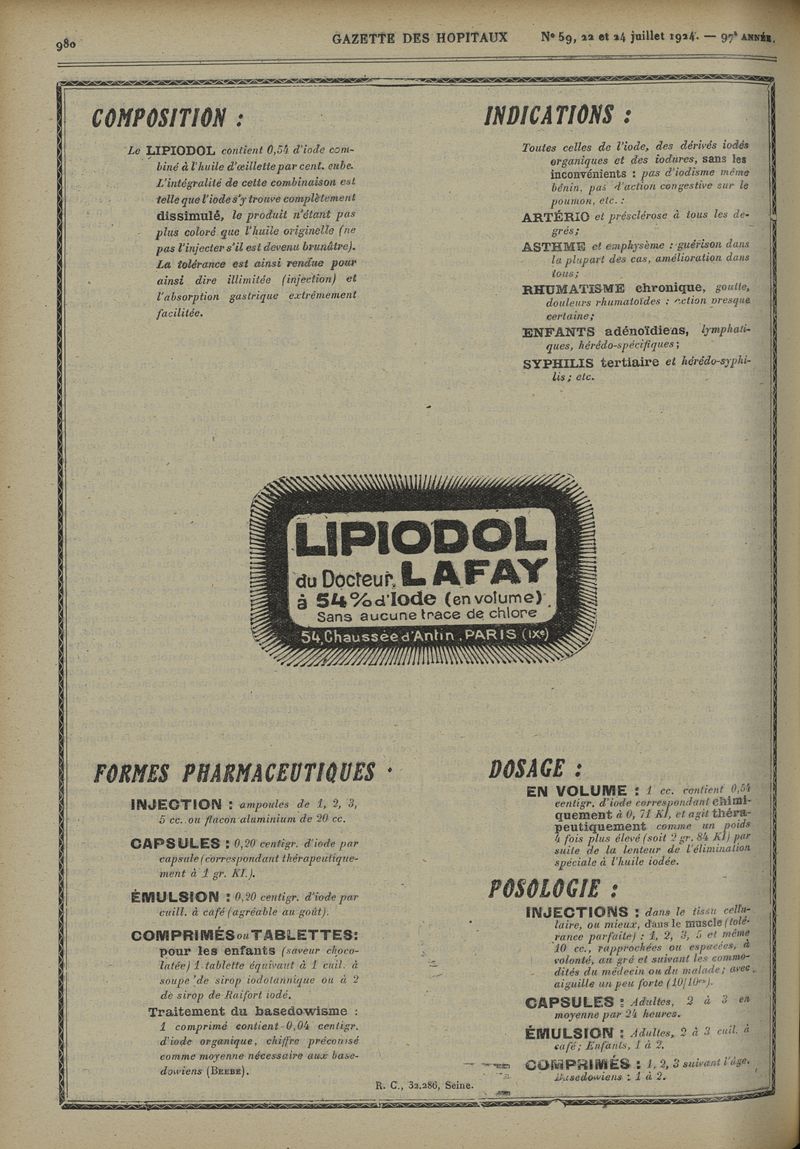 980
GAZETTE DES HOPITAUX
N° 59, 22 et 24 juillet 1924. — 97ᵉ ANNÉE.
COMPOSITION :
Le LIPIODOL contient 0,54 d'iode com-
biné à l'huile d'œillette par cent. cube.
L'intégralité de cette combinaison est
telle que l'iode s'y trouve complètement
dissimulé, le produit n'étant pas
plus coloré que l'huile originelle (ne
pas l'injecter s'il est devenu brunâtre).
La tolérance est ainsi rendue pour
ainsi dire illimitée (injection) et
l'absorption gastrique extrêmement
facilitée.
INDICATIONS :
Toutes celles de l'iode, des dérivés iodés
organiques et des iodures, sans les
inconvénients : pas d'iodisme même
bénin, pas d'action congestive sur le
poumon, etc. :
ARTÉRIO et présclérose à tous les de-
grés;
ASTHME et emphysème : guérison dans
la plupart des cas, amélioration dans
tous;
RHUMATISME chronique, goutte,
douleurs rhumatoïdes : action presque
certaine;
ENFANTS adénoïdiens, lymphati-
ques, hérédo-spécifiques;
SYPHILIS tertiaire et hérédo-syphi-
lis; etc.
LIPIODOL
du Docteur LAFAY
à 54% d'Iode (en volume)
Sans aucune trace de chlore
54, Chaussée d'Antin. PARIS (IXᵉ)
FORMES PHARMACEUTIQUES :
INJECTION : ampoules de 1, 2, 3,
5 cc. ou flacon aluminium de 20 cc.
CAPSULES : 0,20 centigr. d'iode par
capsule (correspondant thérapeutique-
ment à 1 gr. KI.).
ÉMULSION : 0,20 centigr. d'iode par
cuill. à café (agréable au goût).
COMPRIMÉS ou TABLETTES:
pour les enfants (saveur choco-
latée) 1 tablette équivaut à 1 cuil. à
soupe de sirop iodotannique ou à 2
de sirop de Raifort iodé.
Traitement du basedowisme :
1 comprimé contient 0,04 centigr.
d'iode organique, chiffre préconisé
comme moyenne nécessaire aux base-
dowiens (BEEBE).
DOSAGE :
EN VOLUME : 1 cc. contient 0,54
centigr. d'iode correspondant chimi-
quement à 0, 71 KI, et agit théra-
peutiquement comme un poids
4 fois plus élevé (soit 2 gr. 84 KI) par
suite de la lenteur de l'élimination
spéciale à l'huile iodée.
POSOLOGIE :
INJECTIONS : dans le tissu cellu-
laire, ou mieux, dans le muscle (tolé-
rance parfaite) : 1, 2, 3, 5 et même
10 cc., rapprochées ou espacées, à
volonté, au gré et suivant les commo-
dités du médecin ou du malade; avec
aiguille un peu forte (10/10ᵉˢ).
CAPSULES : Adultes, 2 à 3 en
moyenne par 24 heures.
ÉMULSION : Adultes, 2 à 3 cuil. à
café; Enfants, 1 à 2.
COMPRIMÉS : 1, 2, 3 suivant l'âge.
Basedowiens : 1 à 2.
R. C., 32.286, Seine.